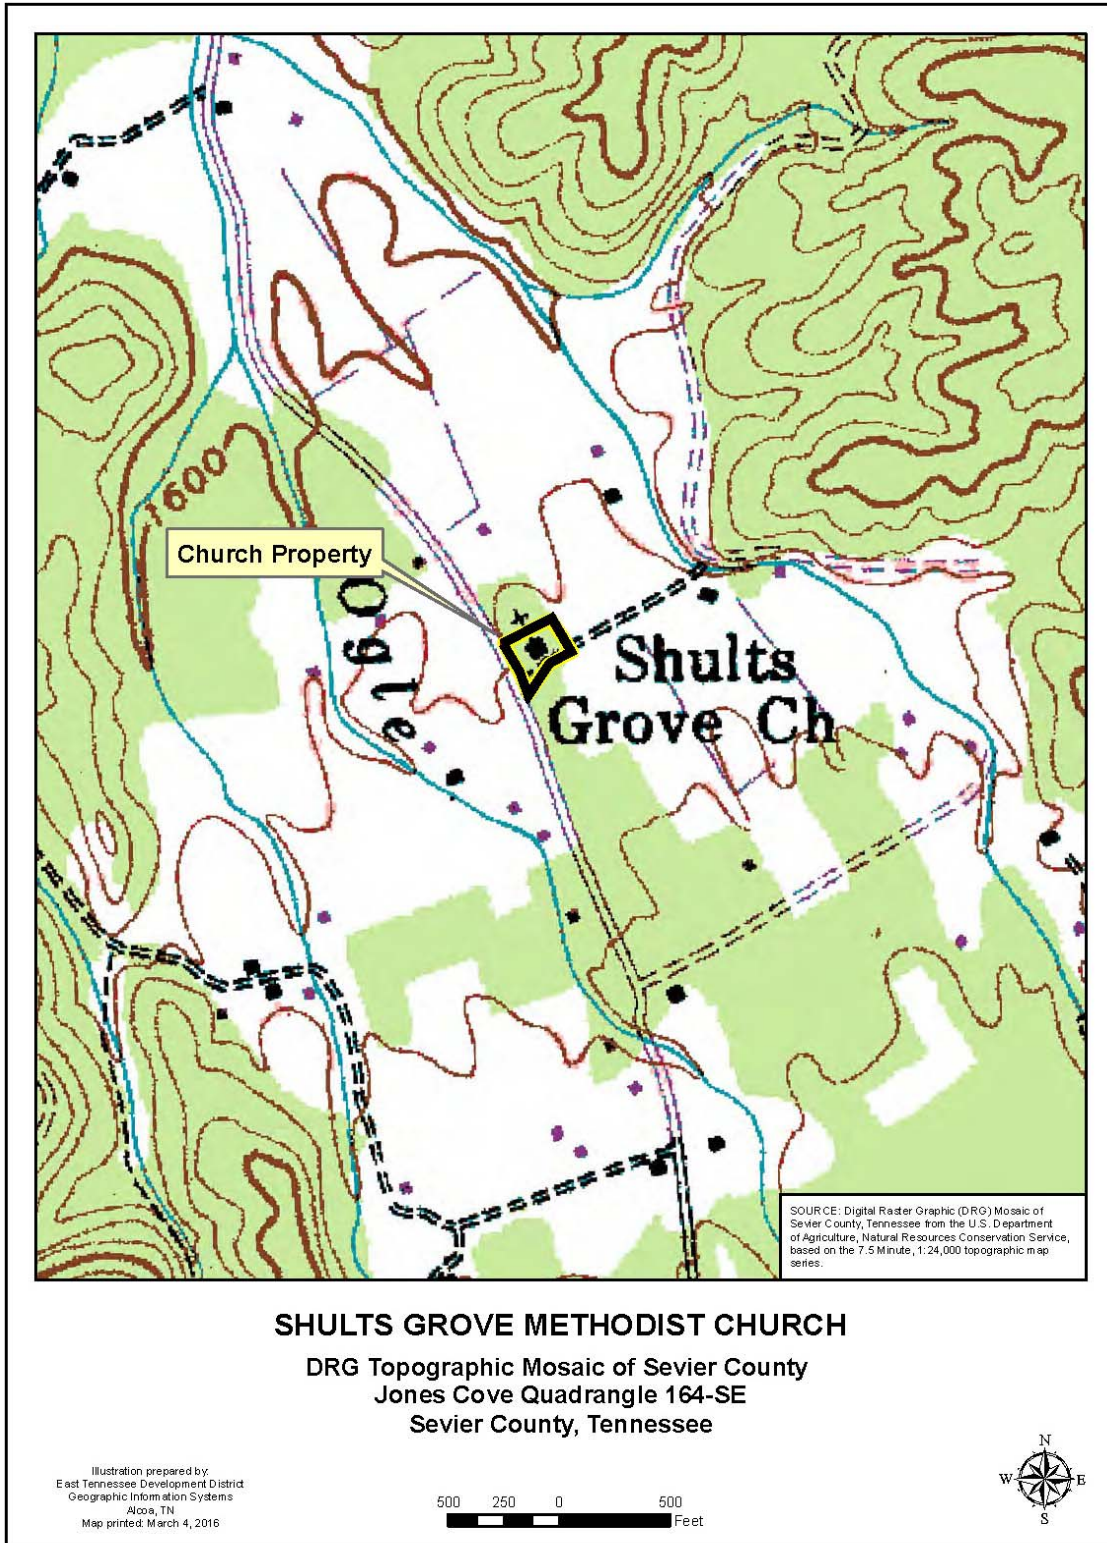 1600
Church Property
Ogle
Shults
Grove Ch
SOURCE: Digital Raster Graphic (DRG) Mosaic of
Sevier County, Tennessee from the U.S. Department
of Agriculture, Natural Resources Conservation Service,
based on the 7.5 Minute, 1:24,000 topographic map
series.
SHULTS GROVE METHODIST CHURCH
DRG Topographic Mosaic of Sevier County
Jones Cove Quadrangle 164-SE
Sevier County, Tennessee
Illustration prepared by:
East Tennessee Development District
Geographic Information Systems
Alcoa, TN
Map printed: March 4, 2016
500 250 0 500
Feet
N
W E
S